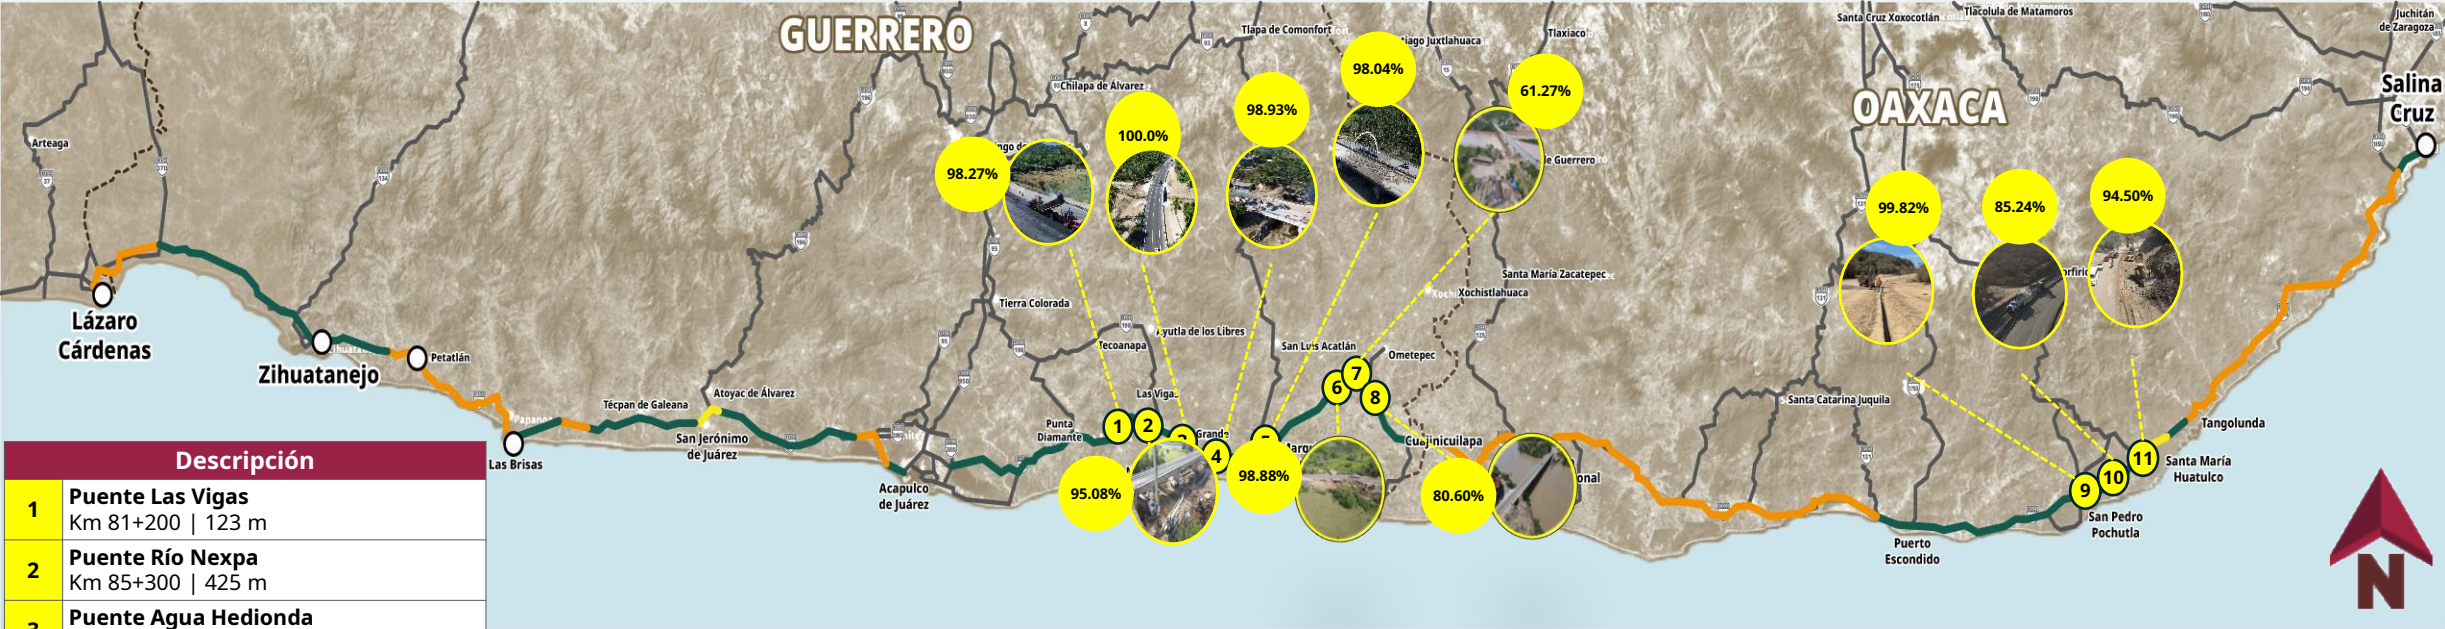 GUERRERO
OAXACA
Tlapa de Comonfort
tiago Juxtlahuaca
Tlaxiaco
Santa Cruz Xoxocotlán
Tlacolula de Matamoros
Juchitán
de Zaragoza
Salina
Cruz
Chilapa de Álvarez
Arteaga
98.27%
100.0%
98.93%
98.04%
61.27%
99.82%
85.24%
94.50%
de Guerrero
Santa María Zacatepec
Xochistlahuaca
Tierra Colorada
Ayutla de los Libres
Tecoanapa
San Luis Acatlán
Ometepec
Lázaro
Cárdenas
Zihuatanejo
Petatlán
Las Brisas
Técpan de Galeana
Atoyac de Álvarez
San Jerónimo
de Juárez
Acapulco
de Juárez
Punta
Diamante
Las Vigas
Grande
Cuajinicuilapa
Santa Catarina Juquila
Puerto
Escondido
San Pedro
Pochutla
Santa María
Huatulco
Tangolunda
1
2
4
6
7
8
9
10
11
95.08%
98.88%
80.60%
Descripción
1
Puente Las Vigas
Km 81+200 | 123 m
2
Puente Río Nexpa
Km 85+300 | 425 m
Puente Agua Hedionda
N